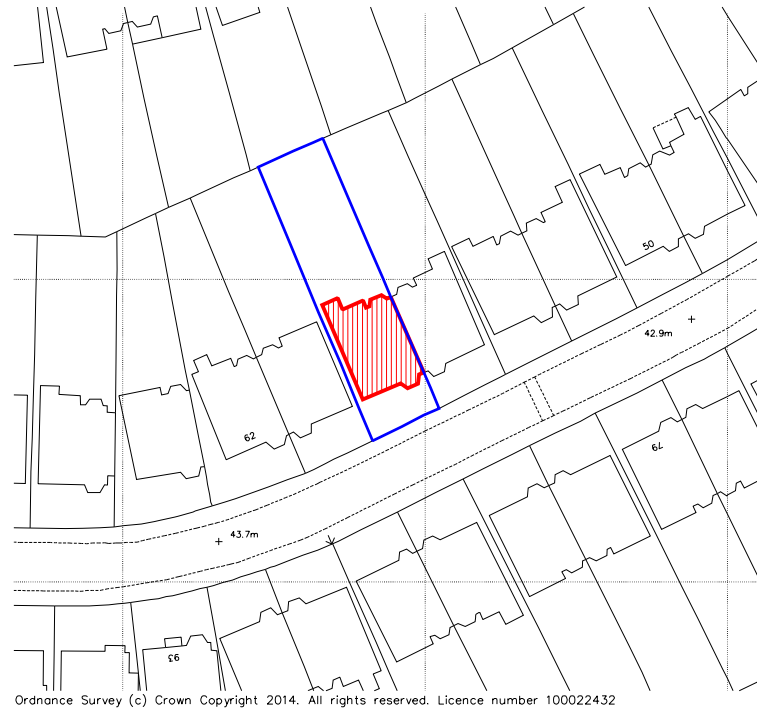 50
42.9m
62
79
43.7m
93
Ordnance Survey (c) Crown Copyright 2014. All rights reserved. Licence number 100022432